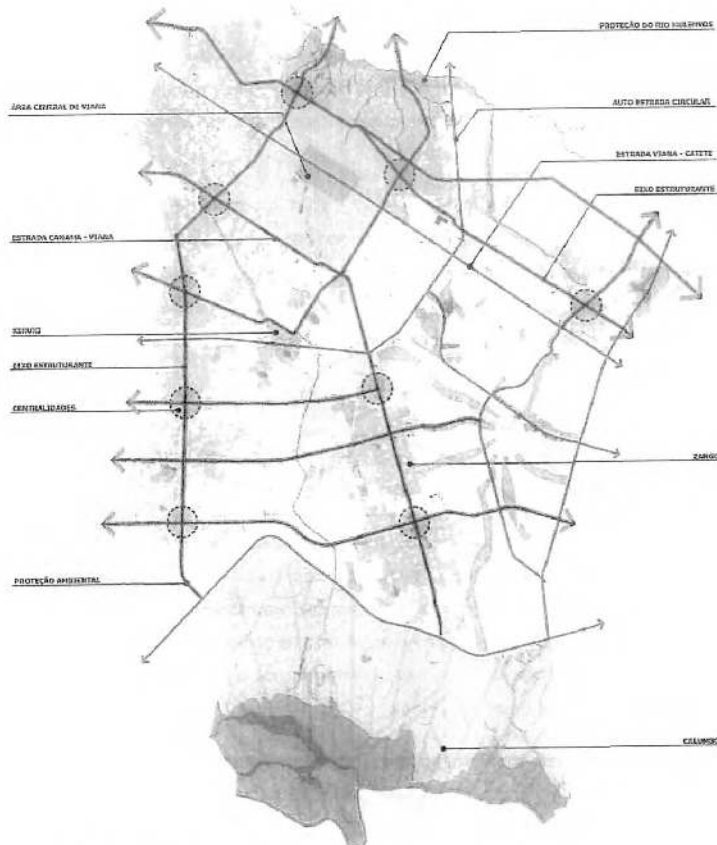 PROTEÇÃO DO RIO MULENVOS
ÁREA CENTRAL DE VIANA
AUTO ESTRADA CIRCULAR
ESTRADA VIANA - CATETE
EIXO ESTRUTURANTE
ESTRADA CAMAMA - VIANA
EIXO ESTRUTURANTE
CENTRALIDADES
ZANGO
PROTEÇÃO AMBIENTAL
CALUMBO